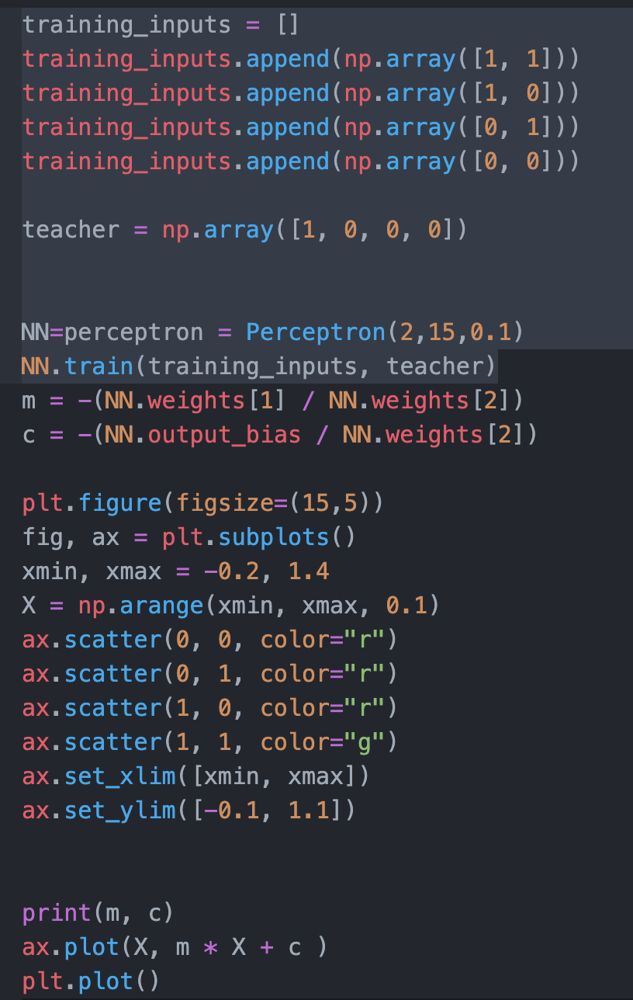 training_inputs = []
training_inputs.append(np.array([1, 1]))
training_inputs.append(np.array([1, 0]))
training_inputs.append(np.array([0, 1]))
training_inputs.append(np.array([0, 0]))
teacher = np.array([1, 0, 0, 0])
NN=perceptron = Perceptron(2,15,0.1)
NN.train(training_inputs, teacher)
m = -(NN.weights[1] / NN.weights[2])
c = -(NN.output_bias / NN.weights[2])
plt.figure(figsize=(15,5))
fig, ax = plt.subplots()
xmin, xmax = -0.2, 1.4
X = np.arange(xmin, xmax, 0.1)
ax.scatter(0, 0, color="r")
ax.scatter(0, 1, color="r")
ax.scatter(1, 0, color="r")
ax.scatter(1, 1, color="g")
ax.set_xlim([xmin, xmax])
ax.set_ylim([-0.1, 1.1])
print(m, c)
ax.plot(X, m * X + c )
plt.plot()